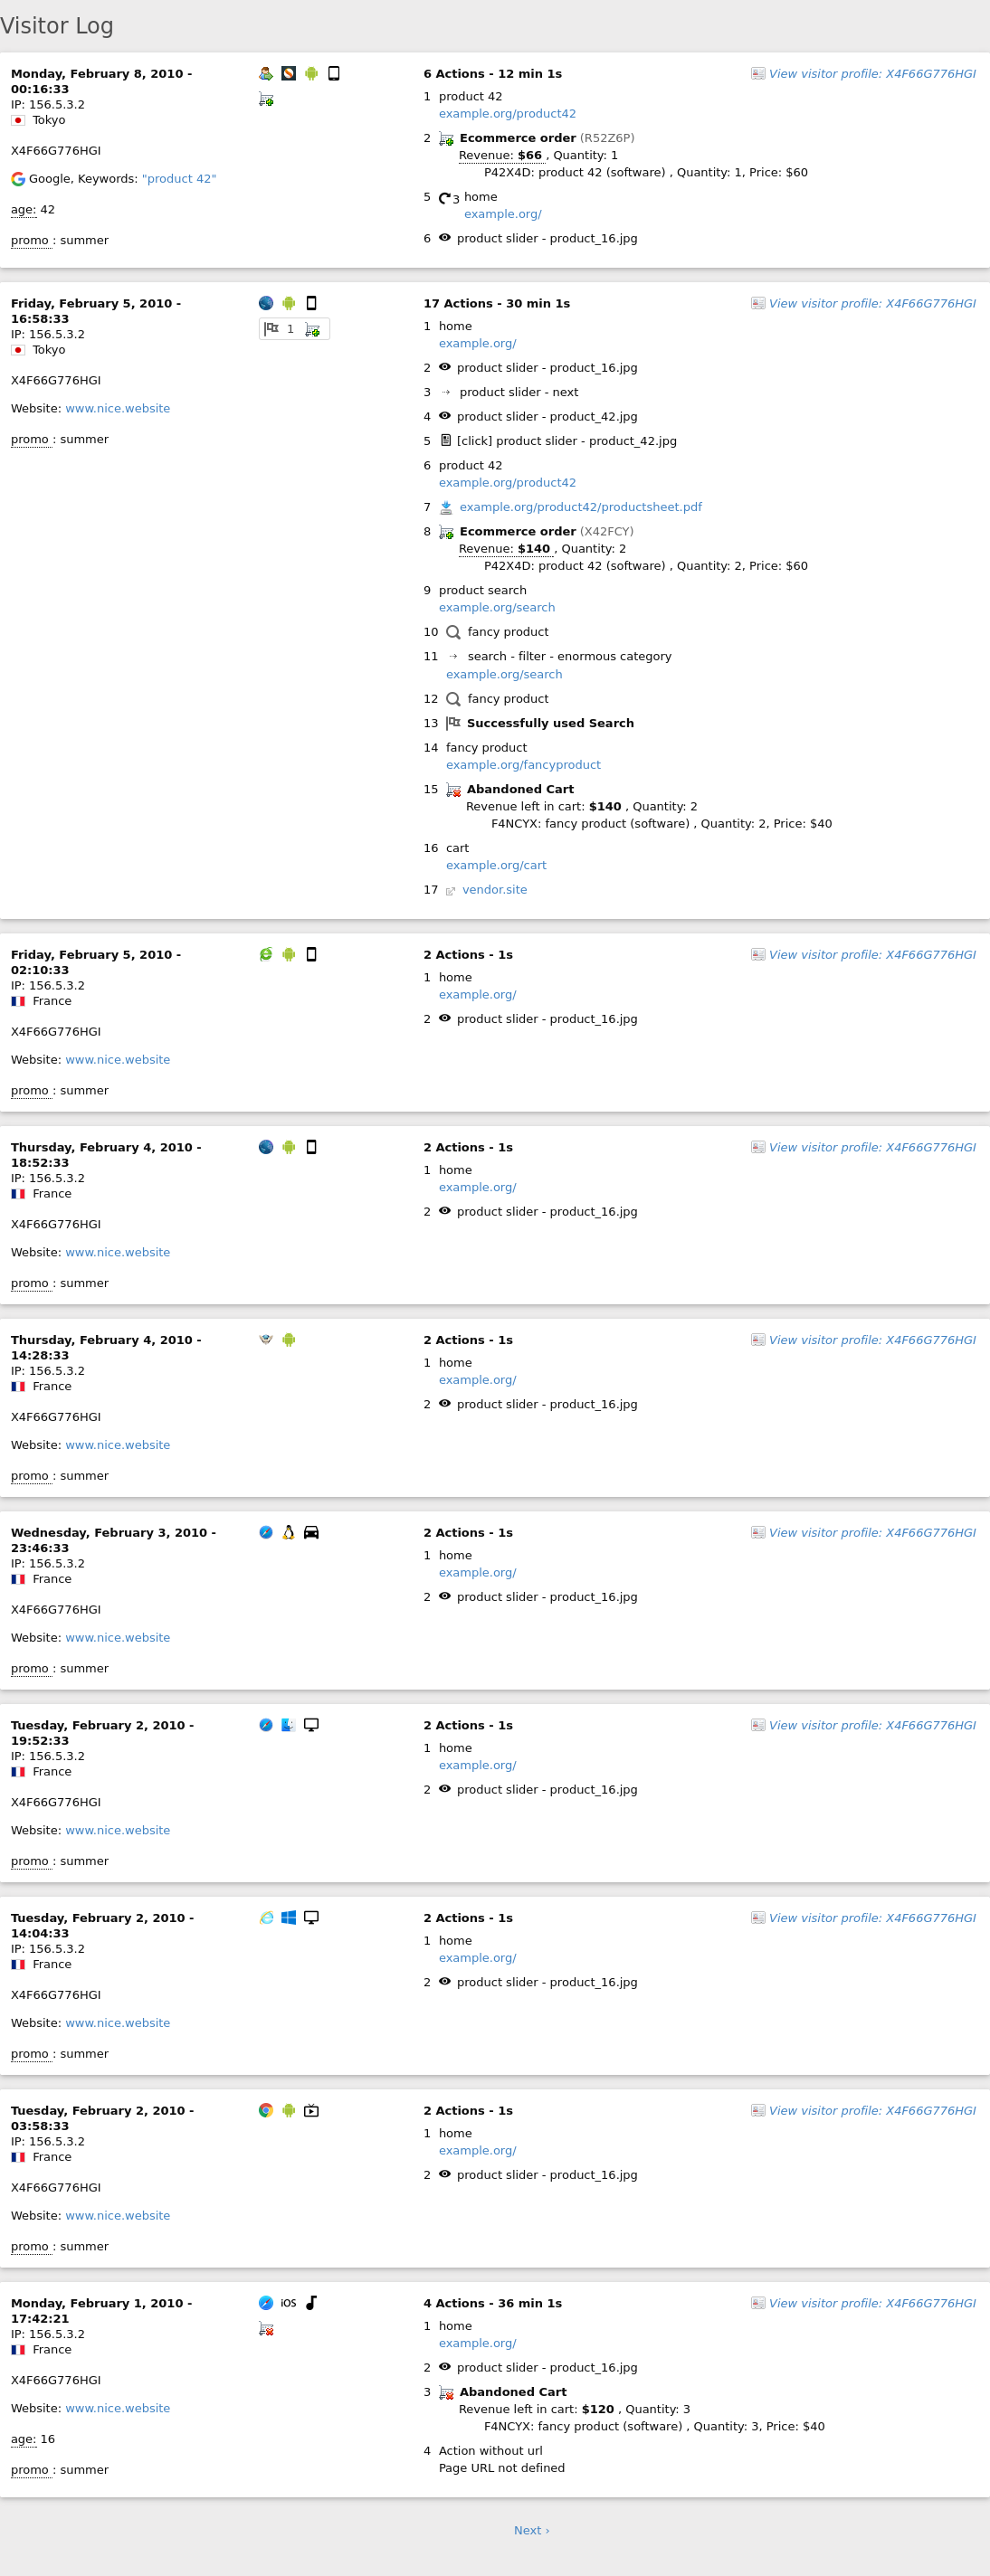 Visitor Log
Monday, February 8, 2010 -
00:16:33
IP: 156.5.3.2
Tokyo
X4F66G776HGI
Google, Keywords: "product 42"
age: 42
promo : summer
6 Actions - 12 min 1s
View visitor profile: X4F66G776HGI
1 product 42
example.org/product42
2 Ecommerce order (R52Z6P)
Revenue: $66 , Quantity: 1
P42X4D: product 42 (software) , Quantity: 1, Price: $60
5 3 home
example.org/
6 product slider - product_16.jpg
Friday, February 5, 2010 -
16:58:33
IP: 156.5.3.2
Tokyo
X4F66G776HGI
Website: www.nice.website
promo : summer
1
17 Actions - 30 min 1s
View visitor profile: X4F66G776HGI
1 home
example.org/
2 product slider - product_16.jpg
3 product slider - next
4 product slider - product_42.jpg
5 [click] product slider - product_42.jpg
6 product 42
example.org/product42
7 example.org/product42/productsheet.pdf
8 Ecommerce order (X42FCY)
Revenue: $140 , Quantity: 2
P42X4D: product 42 (software) , Quantity: 2, Price: $60
9 product search
example.org/search
10 fancy product
11 search - filter - enormous category
example.org/search
12 fancy product
13 Successfully used Search
14 fancy product
example.org/fancyproduct
15 Abandoned Cart
Revenue left in cart: $140 , Quantity: 2
F4NCYX: fancy product (software) , Quantity: 2, Price: $40
16 cart
example.org/cart
17 vendor.site
Friday, February 5, 2010 -
02:10:33
IP: 156.5.3.2
France
X4F66G776HGI
Website: www.nice.website
promo : summer
2 Actions - 1s
View visitor profile: X4F66G776HGI
1 home
example.org/
2 product slider - product_16.jpg
Thursday, February 4, 2010 -
18:52:33
IP: 156.5.3.2
France
X4F66G776HGI
Website: www.nice.website
promo : summer
2 Actions - 1s
View visitor profile: X4F66G776HGI
1 home
example.org/
2 product slider - product_16.jpg
Thursday, February 4, 2010 -
14:28:33
IP: 156.5.3.2
France
X4F66G776HGI
Website: www.nice.website
promo : summer
2 Actions - 1s
View visitor profile: X4F66G776HGI
1 home
example.org/
2 product slider - product_16.jpg
Wednesday, February 3, 2010 -
23:46:33
IP: 156.5.3.2
France
X4F66G776HGI
Website: www.nice.website
promo : summer
2 Actions - 1s
View visitor profile: X4F66G776HGI
1 home
example.org/
2 product slider - product_16.jpg
Tuesday, February 2, 2010 -
19:52:33
IP: 156.5.3.2
France
X4F66G776HGI
Website: www.nice.website
promo : summer
2 Actions - 1s
View visitor profile: X4F66G776HGI
1 home
example.org/
2 product slider - product_16.jpg
Tuesday, February 2, 2010 -
14:04:33
IP: 156.5.3.2
France
X4F66G776HGI
Website: www.nice.website
promo : summer
2 Actions - 1s
View visitor profile: X4F66G776HGI
1 home
example.org/
2 product slider - product_16.jpg
Tuesday, February 2, 2010 -
03:58:33
IP: 156.5.3.2
France
X4F66G776HGI
Website: www.nice.website
promo : summer
2 Actions - 1s
View visitor profile: X4F66G776HGI
1 home
example.org/
2 product slider - product_16.jpg
Monday, February 1, 2010 -
17:42:21
IP: 156.5.3.2
France
X4F66G776HGI
Website: www.nice.website
age: 16
promo : summer
iOS
4 Actions - 36 min 1s
View visitor profile: X4F66G776HGI
1 home
example.org/
2 product slider - product_16.jpg
3 Abandoned Cart
Revenue left in cart: $120 , Quantity: 3
F4NCYX: fancy product (software) , Quantity: 3, Price: $40
4 Action without url
Page URL not defined
Next ›